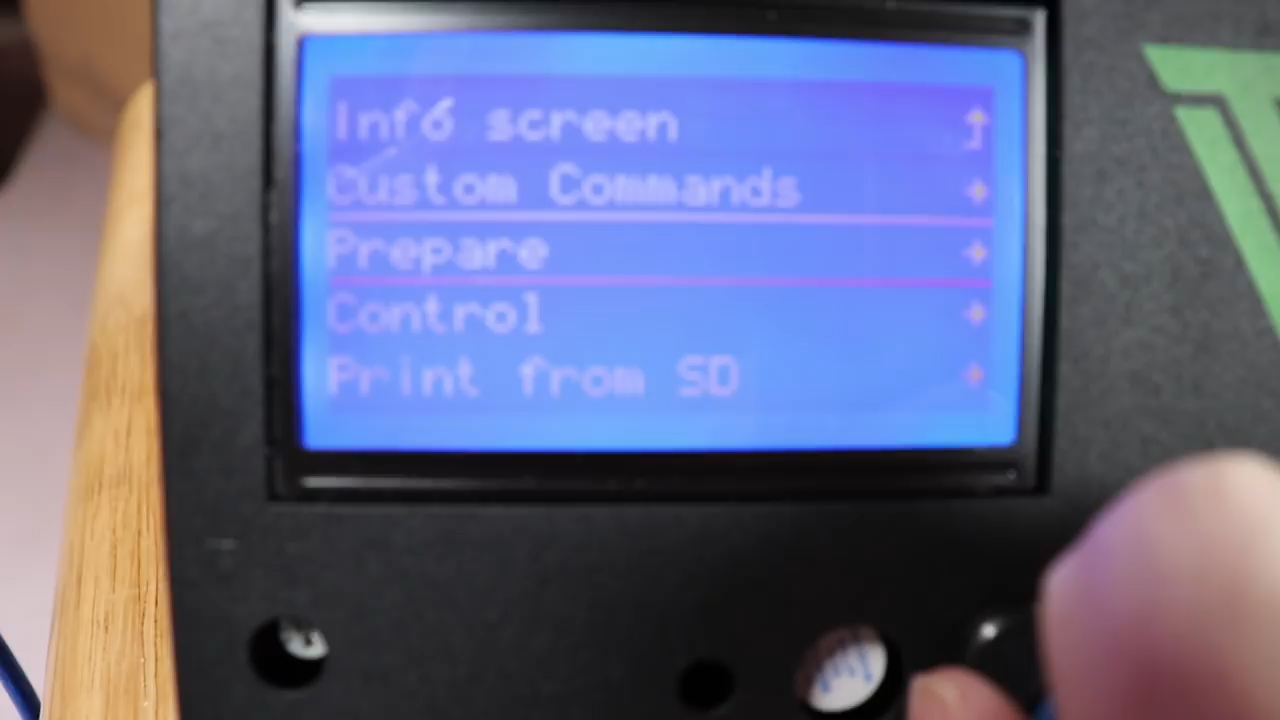 Info screen
Custom Commands
Prepare
Control
Print from SD